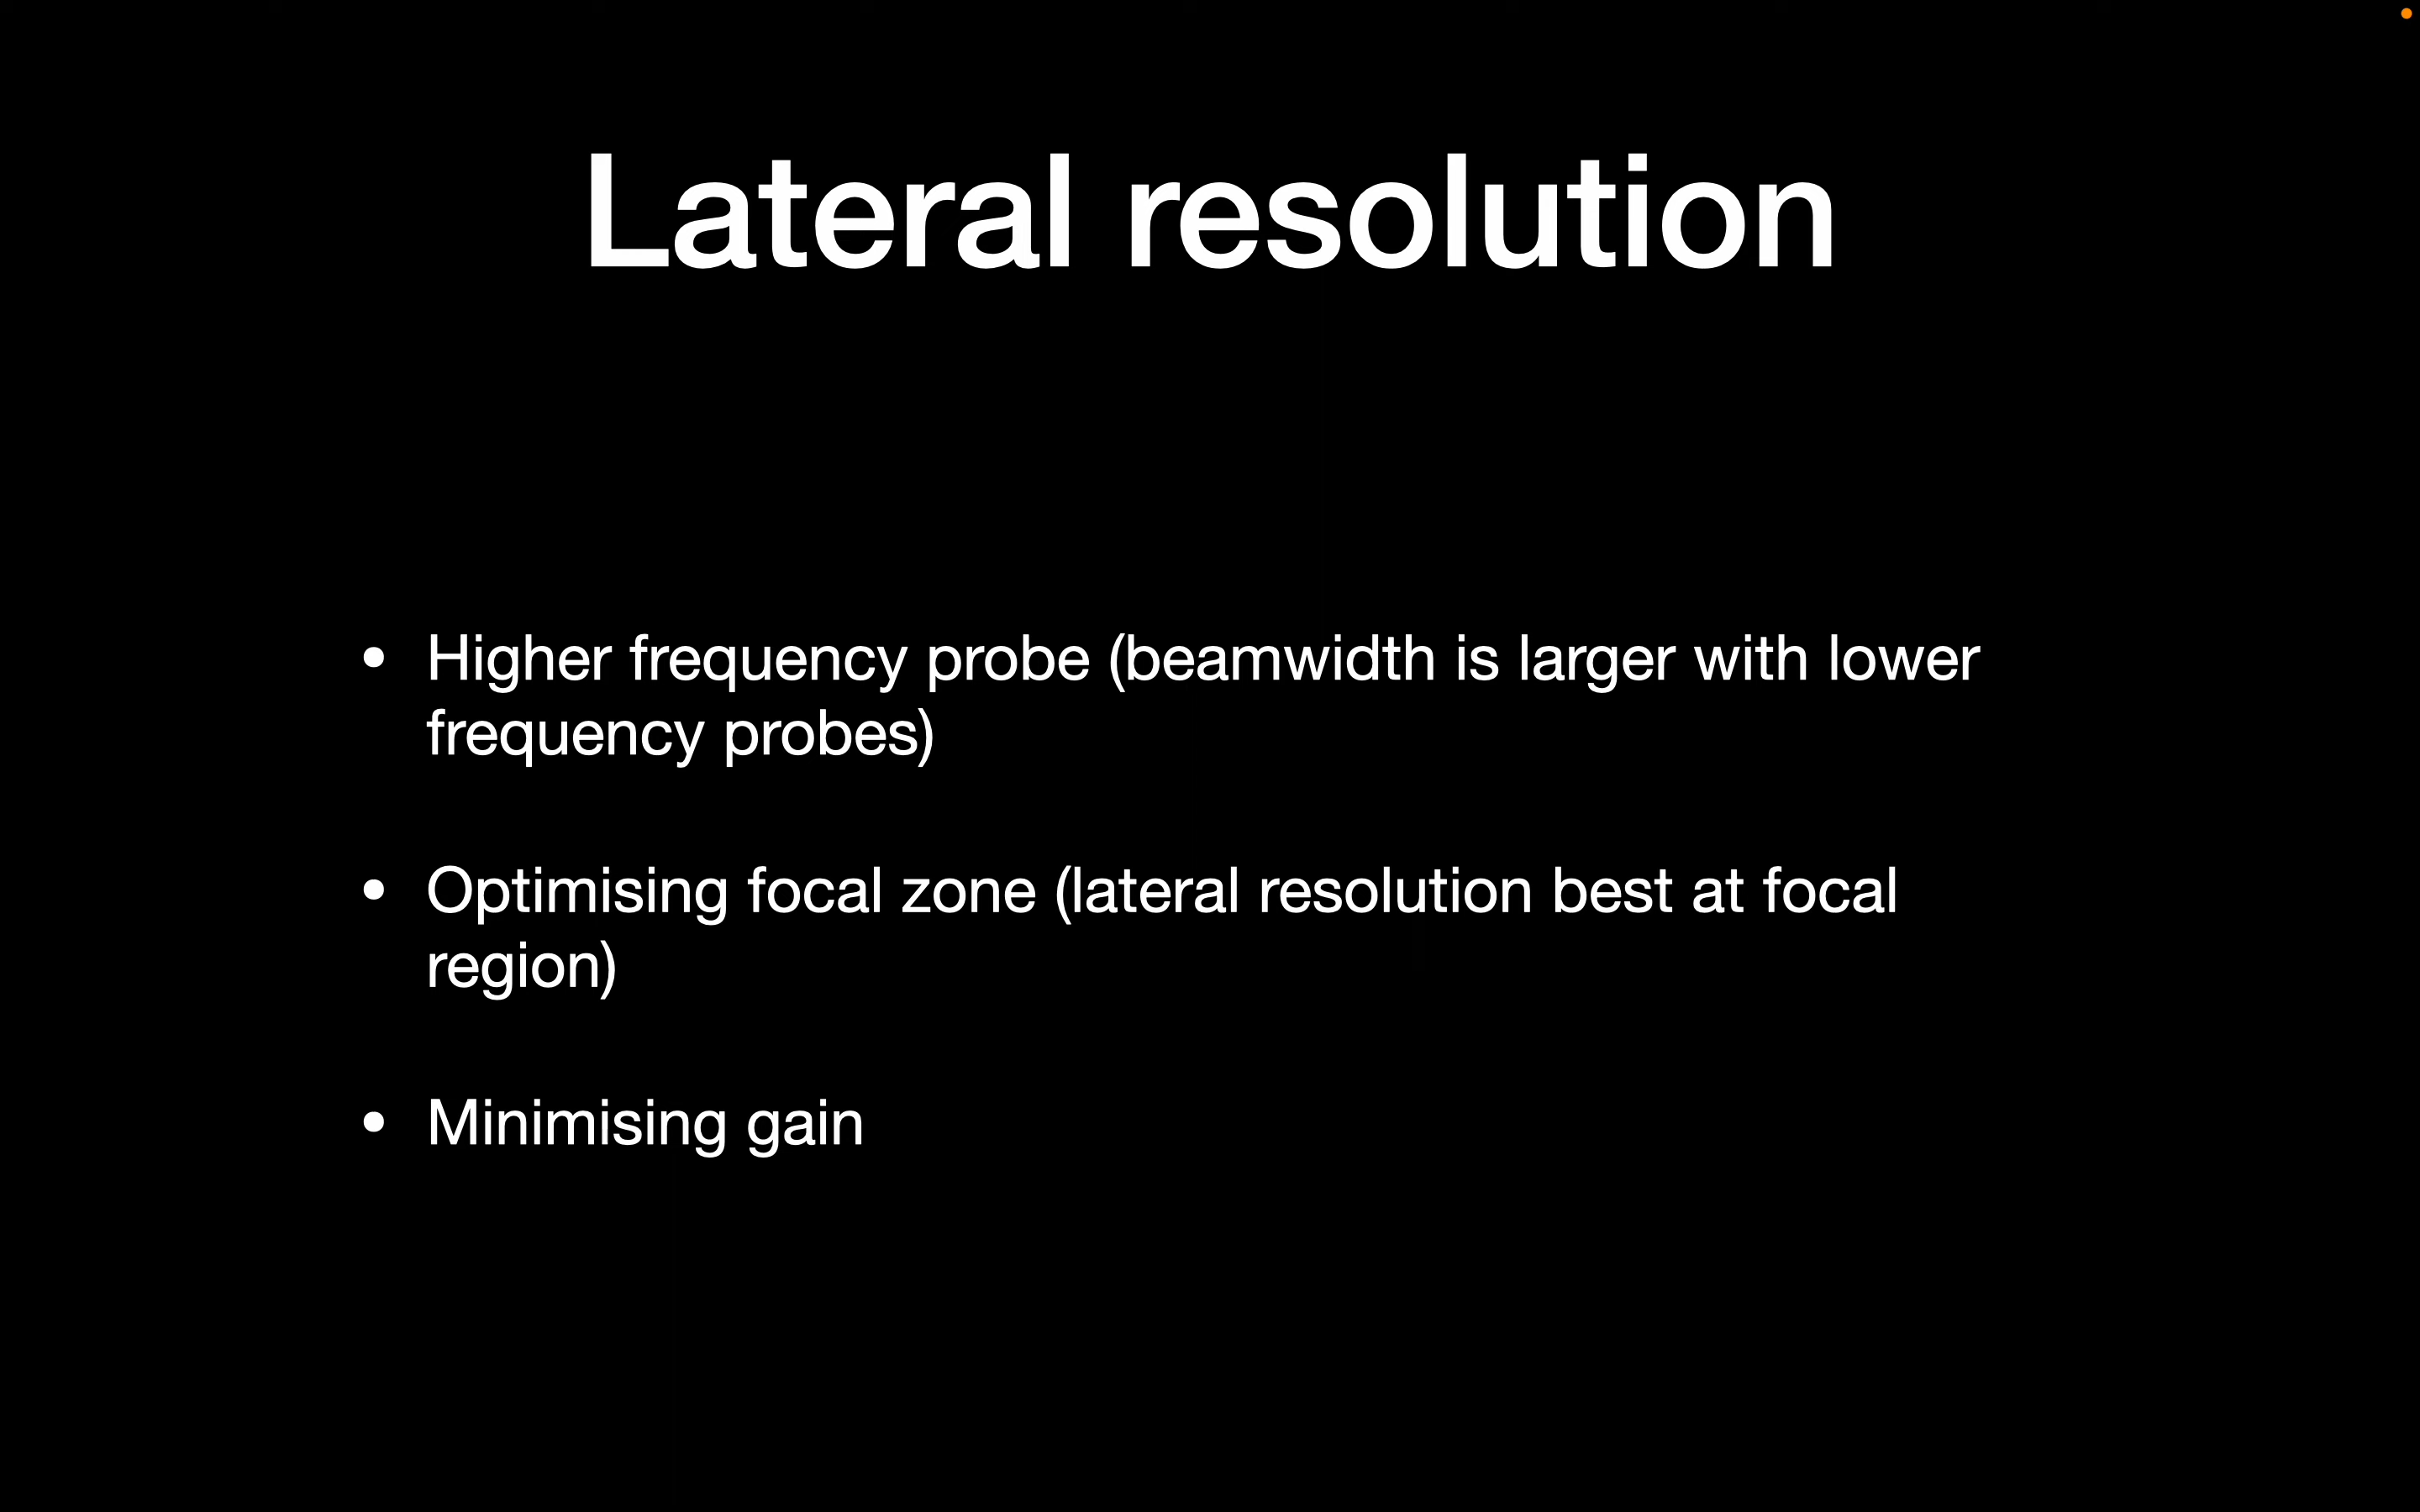 Lateral resolution
• Higher frequency probe (beamwidth is larger with lower
frequency probes)
• Optimising focal zone (lateral resolution best at focal
region)
• Minimising gain